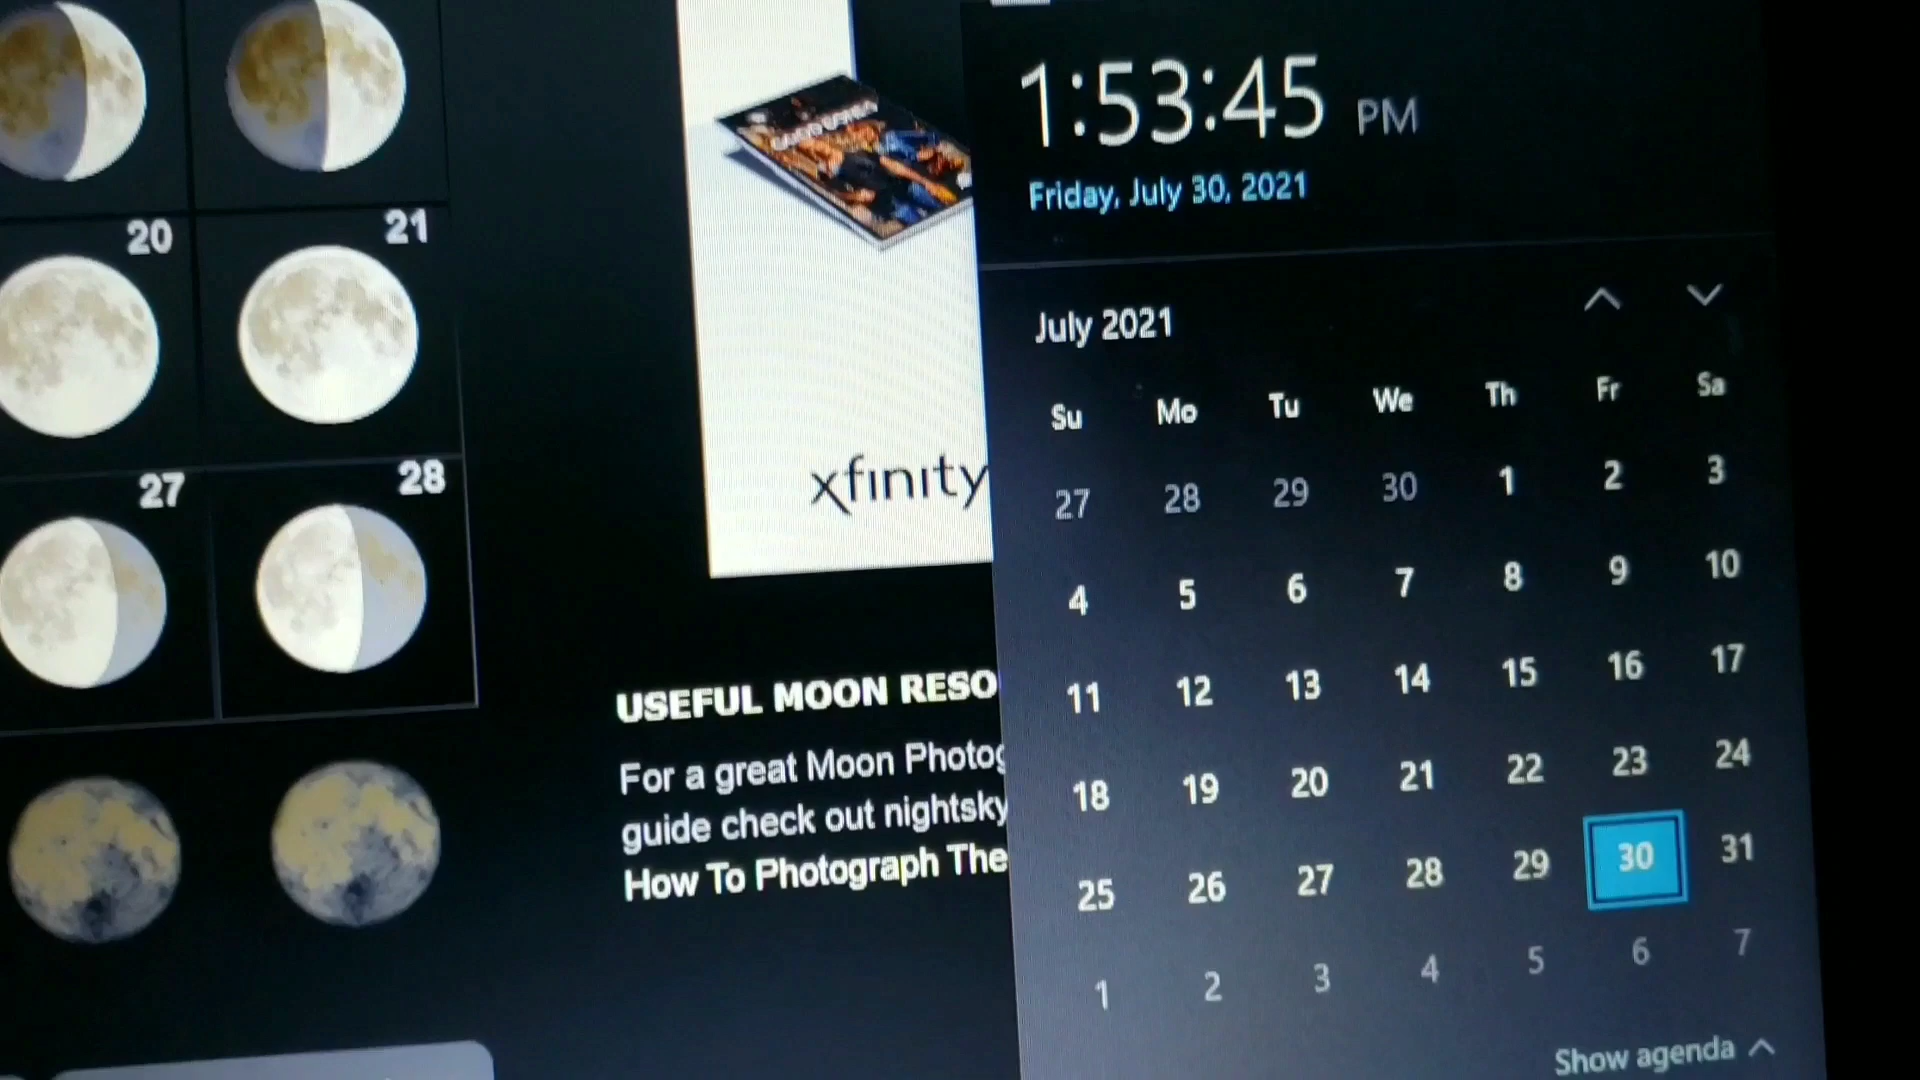 20
21
27
28
xfinity
USEFUL MOON RESO
For a great Moon Photog
guide check out nightsky
How To Photograph The
1:53:45 PM
Friday, July 30, 2021
July 2021
Su Mo Tu We Th Fr Sa
27 28 29 30 1 2 3
4 5 6 7 8 9 10
11 12 13 14 15 16 17
18 19 20 21 22 23 24
25 26 27 28 29 30 31
1 2 3 4 5 6 7
Show agenda